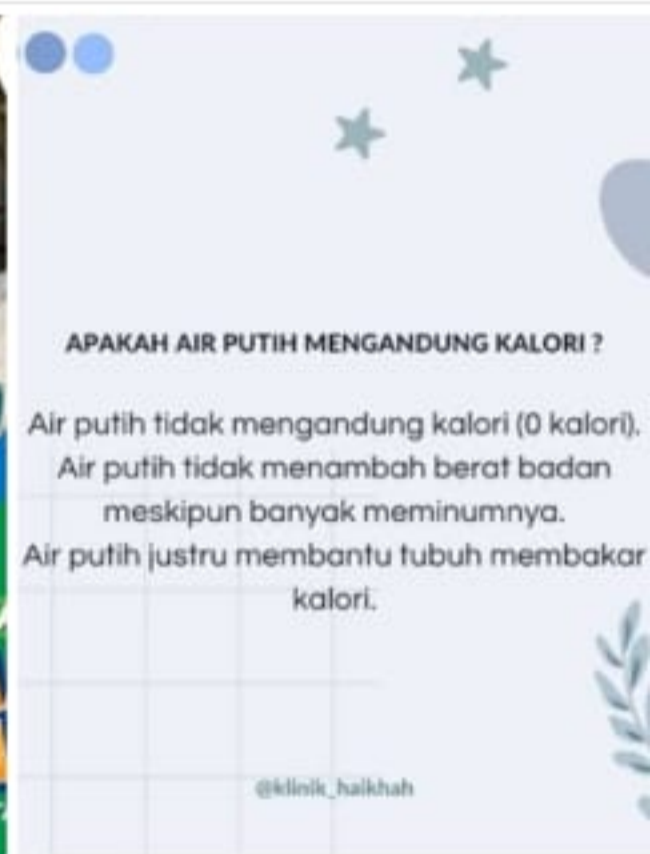 APAKAH AIR PUTIH MENGANDUNG KALORI ?
Air putih tidak mengandung kalori (0 kalori).
Air putih tidak menambah berat badan
meskipun banyak meminumnya.
Air putih justru membantu tubuh membakar
kalori.
@klinik_haikhah